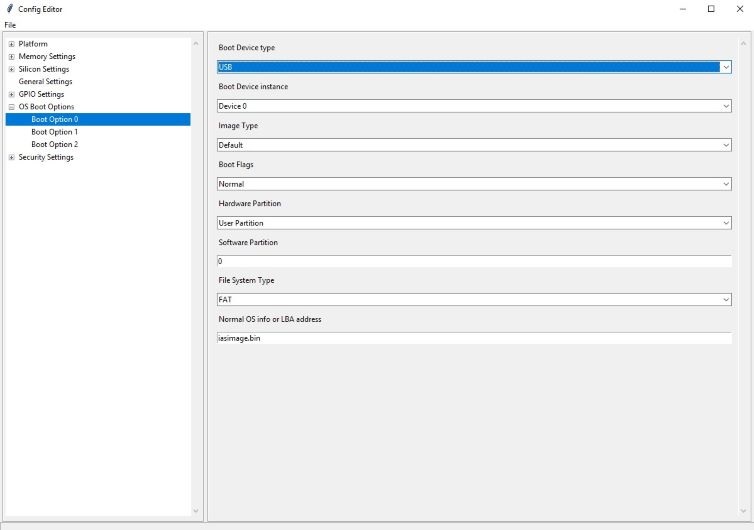 Config Editor
File
Platform
Memory Settings
Silicon Settings
General Settings
GPIO Settings
OS Boot Options
Boot Option 0
Boot Option 1
Boot Option 2
Security Settings
Boot Device type
USB
Boot Device instance
Device 0
Image Type
Default
Boot Flags
Normal
Hardware Partition
User Partition
Software Partition
0
File System Type
FAT
Normal OS info or LBA address
iasimage.bin